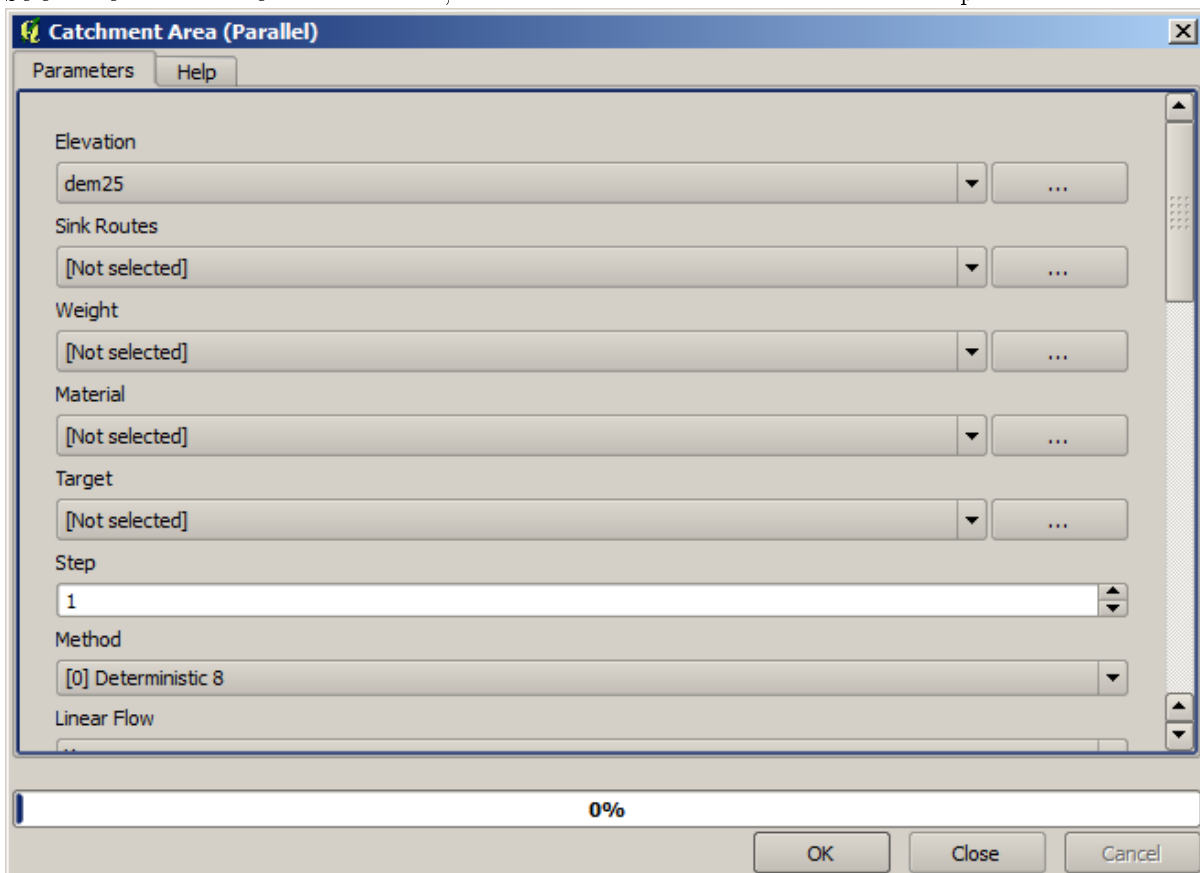 Catchment Area (Parallel)
Parameters Help
Elevation
dem25 ...
Sink Routes
[Not selected] ...
Weight
[Not selected] ...
Material
[Not selected] ...
Target
[Not selected] ...
Step
1
Method
[0] Deterministic 8
Linear Flow
0%
OK Close Cancel